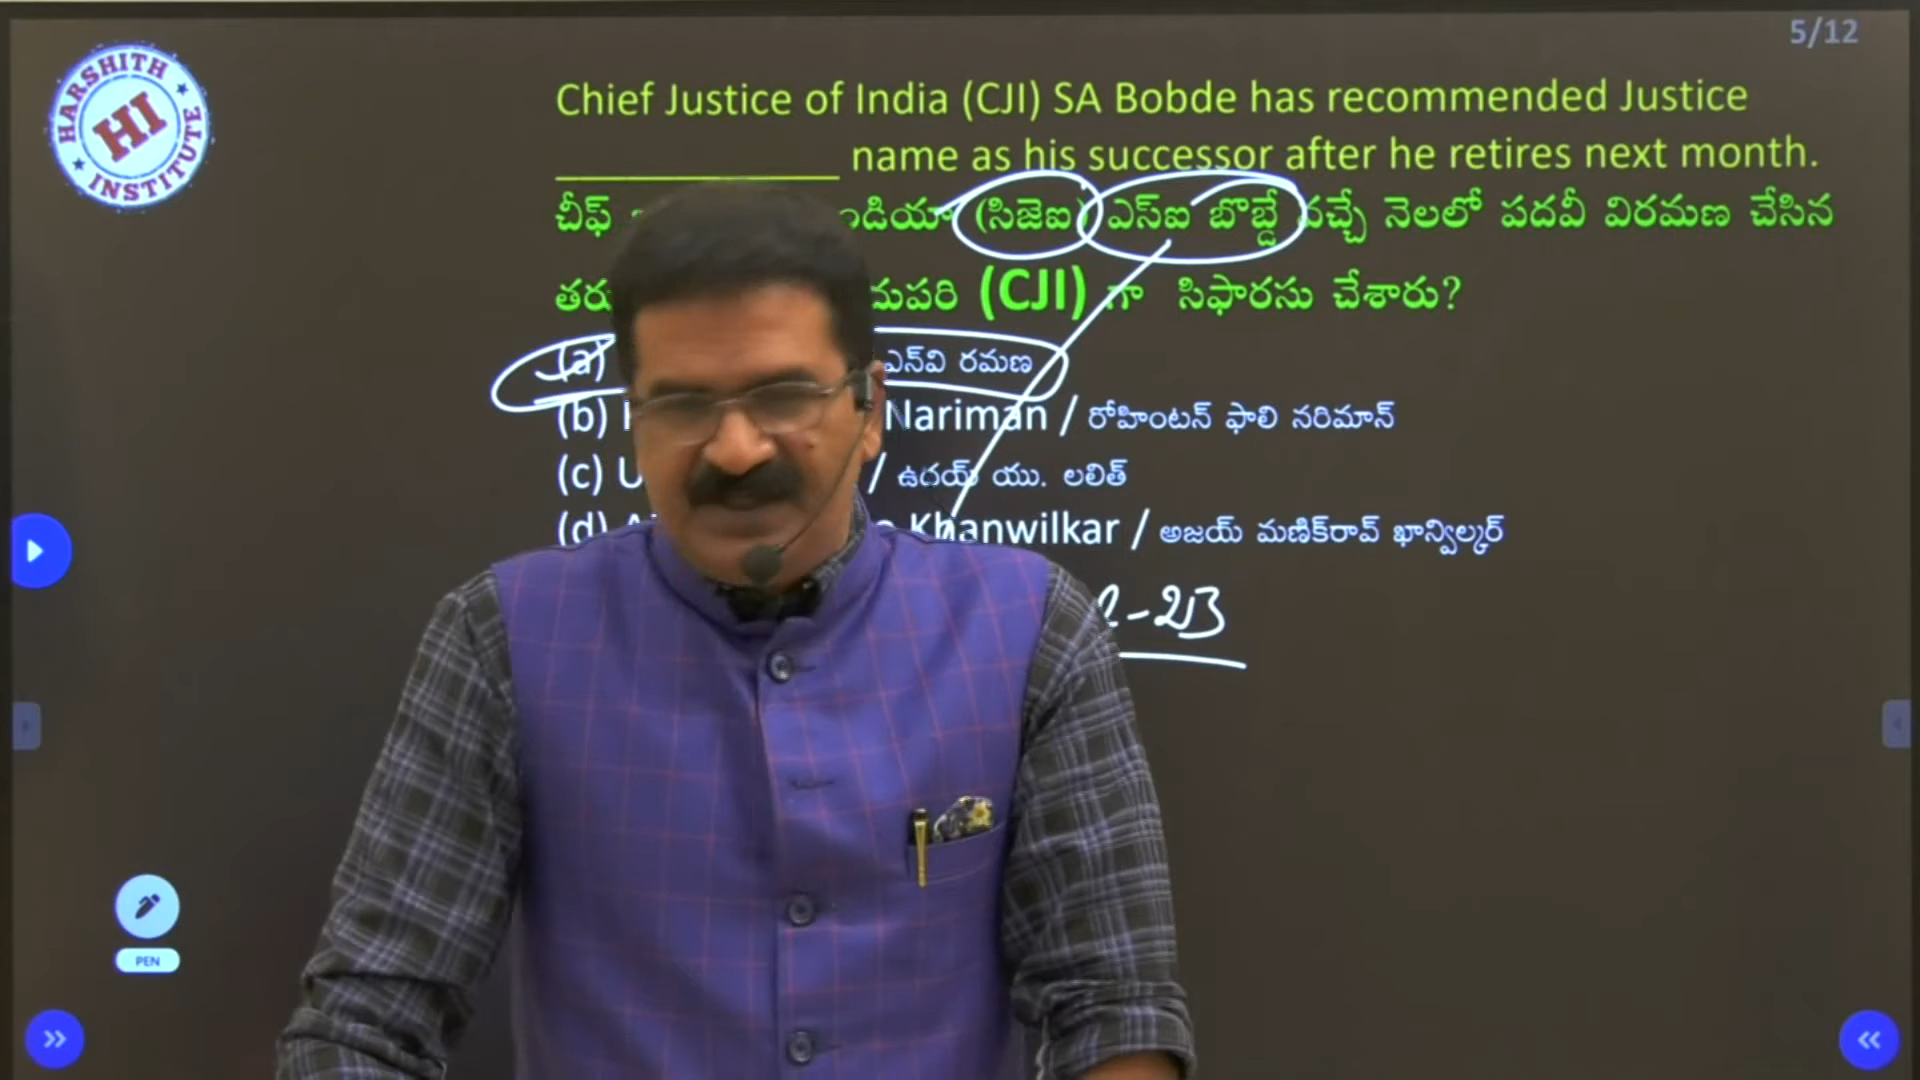 5/12
HARSHITH
HI
INSTITUTE
Chief Justice of India (CJI) SA Bobde has recommended Justice
____________ name as his successor after he retires next month.
చీఫ్ (సిజెఐ) ఎస్ఐ బొబ్డే వచ్చే నెలలో పదవీ విరమణ చేసిన
(CJI) గా సిఫారసు చేశారు?
(a) ఎన్‌వి రమణ
(b) Nariman / రోహింటన్ ఫాలి నరిమాన్
(c) / ఉదయ్ యు. లలిత్
(d) Khanwilkar / అజయ్ మణిక్‌రావ్ ఖాన్విల్కర్
PEN